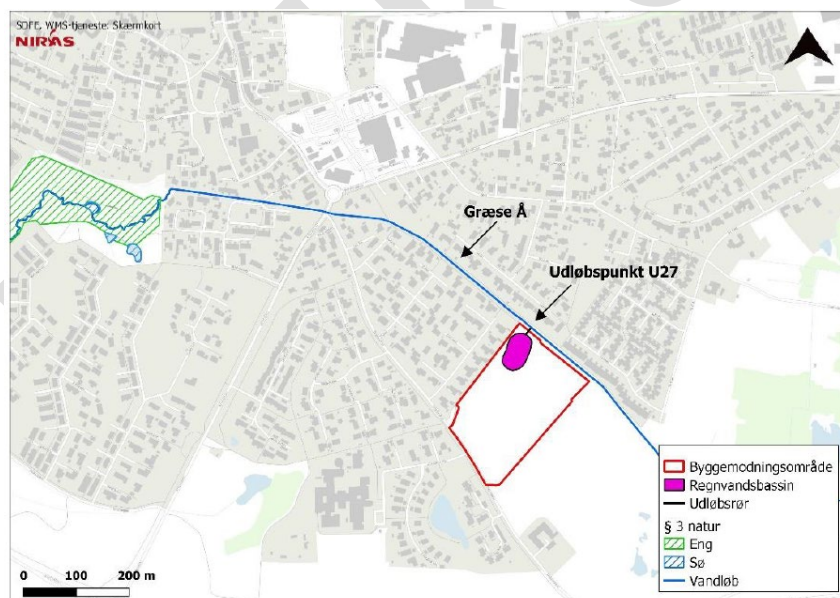 SDFE, WMS-tjeneste, Skærmkort
NIRAS
Græse Å
Udløbspunkt U27
Byggemodningsområde
Regnvandsbassin
Udløbsrør
§ 3 natur
Eng
Sø
Vandløb
0 100 200 m